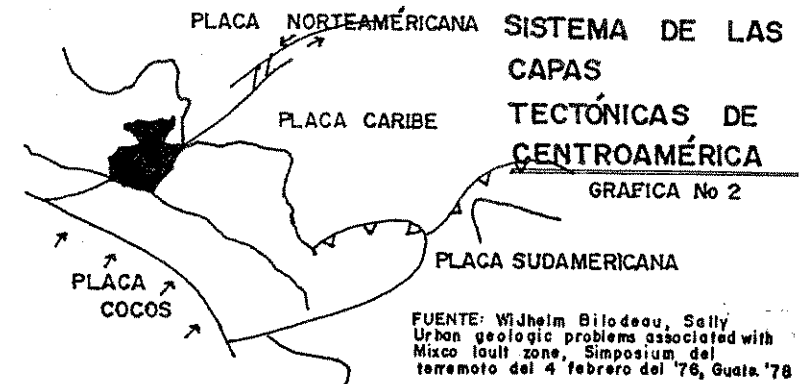 PLACA NORTEAMÉRICANA
SISTEMA DE LAS
CAPAS
TECTÓNICAS DE
CENTROAMÉRICA
GRAFICA No 2
PLACA CARIBE
PLACA SUDAMERICANA
PLACA
COCOS
FUENTE: Wilhelm Bilodeau, Sally
Urban geologic problems associated with
Mixco fault zone, Simposium del
terremoto del 4 febrero del '76, Guate. '78